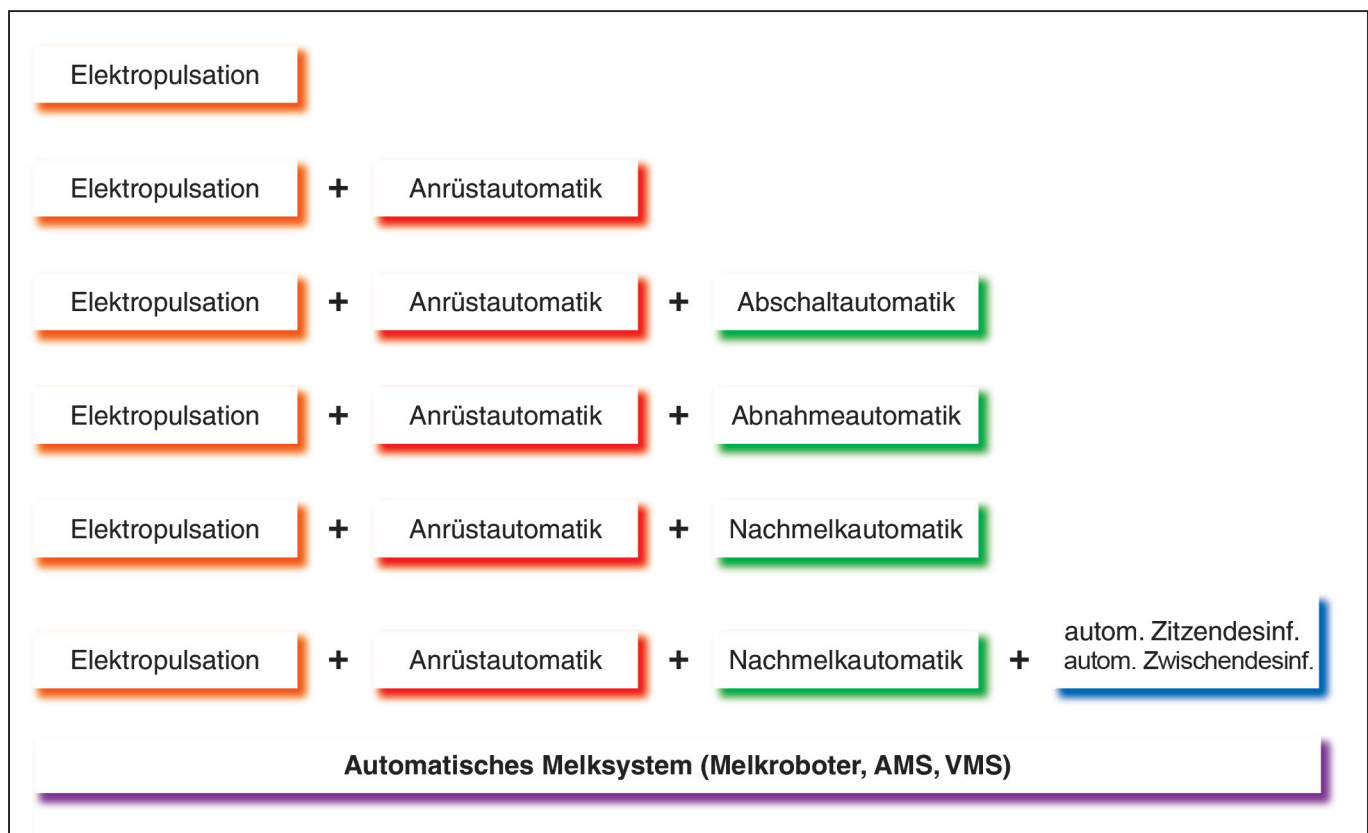 Elektropulsation
Elektropulsation + Anrüstautomatik
Elektropulsation + Anrüstautomatik + Abschaltautomatik
Elektropulsation + Anrüstautomatik + Abnahmeautomatik
Elektropulsation + Anrüstautomatik + Nachmelkautomatik
Elektropulsation + Anrüstautomatik + Nachmelkautomatik + autom. Zitzendesinf.
autom. Zwischendesinf.
Automatisches Melksystem (Melkroboter, AMS, VMS)